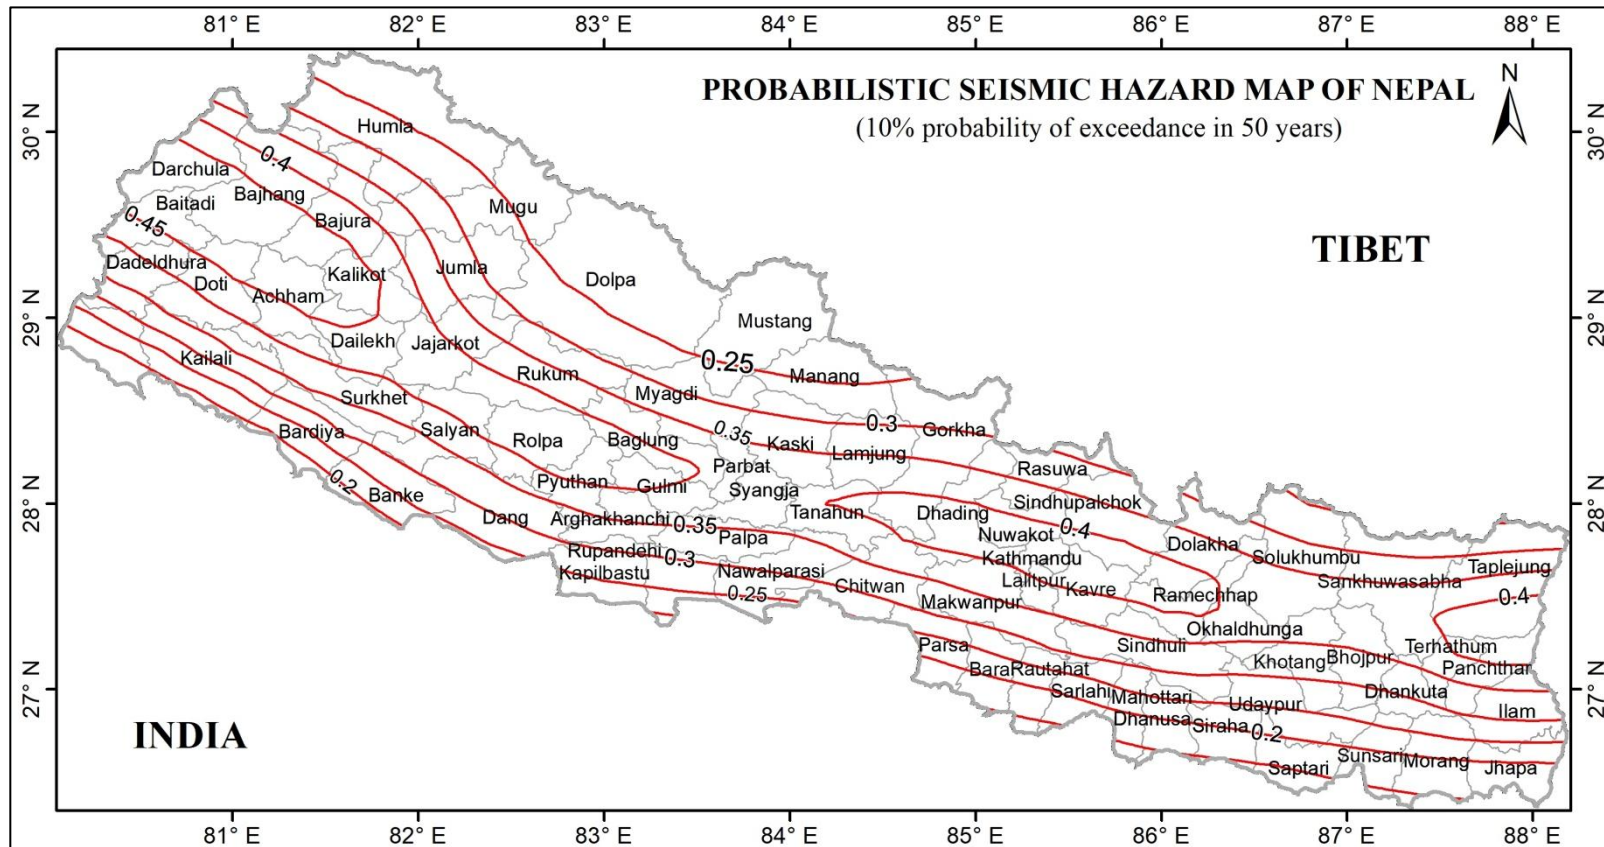 81° E 82° E 83° E 84° E 85° E 86° E 87° E 88° E
PROBABILISTIC SEISMIC HAZARD MAP OF NEPAL
(10% probability of exceedance in 50 years)
N
30° N
30° N
Humla
0.4
Darchula
Bajhang
Baitadi
Mugu
Bajura
0.45
TIBET
Dadeldhura
Jumla
Kalikot
Doti
Dolpa
Achham
29° N
29° N
Mustang
Dailekh
Jajarkot
Kailali
0.25
Rukum
Manang
Surkhet
Myagdi
0.3
Salyan
Bardiya
Rolpa
Baglung
0.35
Kaski
Gorkha
Lamjung
Parbat
Rasuwa
0.2
Pyuthan
Gulmi
Syangja
Banke
28° N
28° N
Sindhupalchok
Tanahun
Dhading
Dang
Arghakhanchi
0.35
Nuwakot
0.4
Palpa
Dolakha
Rupandehi
0.3
Kathmandu
Solukhumbu
Kapilbastu
Nawalparasi
Lalitpur
Taplejung
Chitwan
Kavre
Sankhuwasabha
0.25
Makwanpur
Ramechhap
0.4
Okhaldhunga
Parsa
Sindhuli
Terhathum
Bara
Rautahat
Khotang
Bhojpur
Panchthar
27° N
27° N
Sarlahi
Mahottari
Udaypur
Dhankuta
Ilam
INDIA
Dhanusa
Siraha
0.2
Saptari
Sunsari
Morang
Jhapa
81° E 82° E 83° E 84° E 85° E 86° E 87° E 88° E